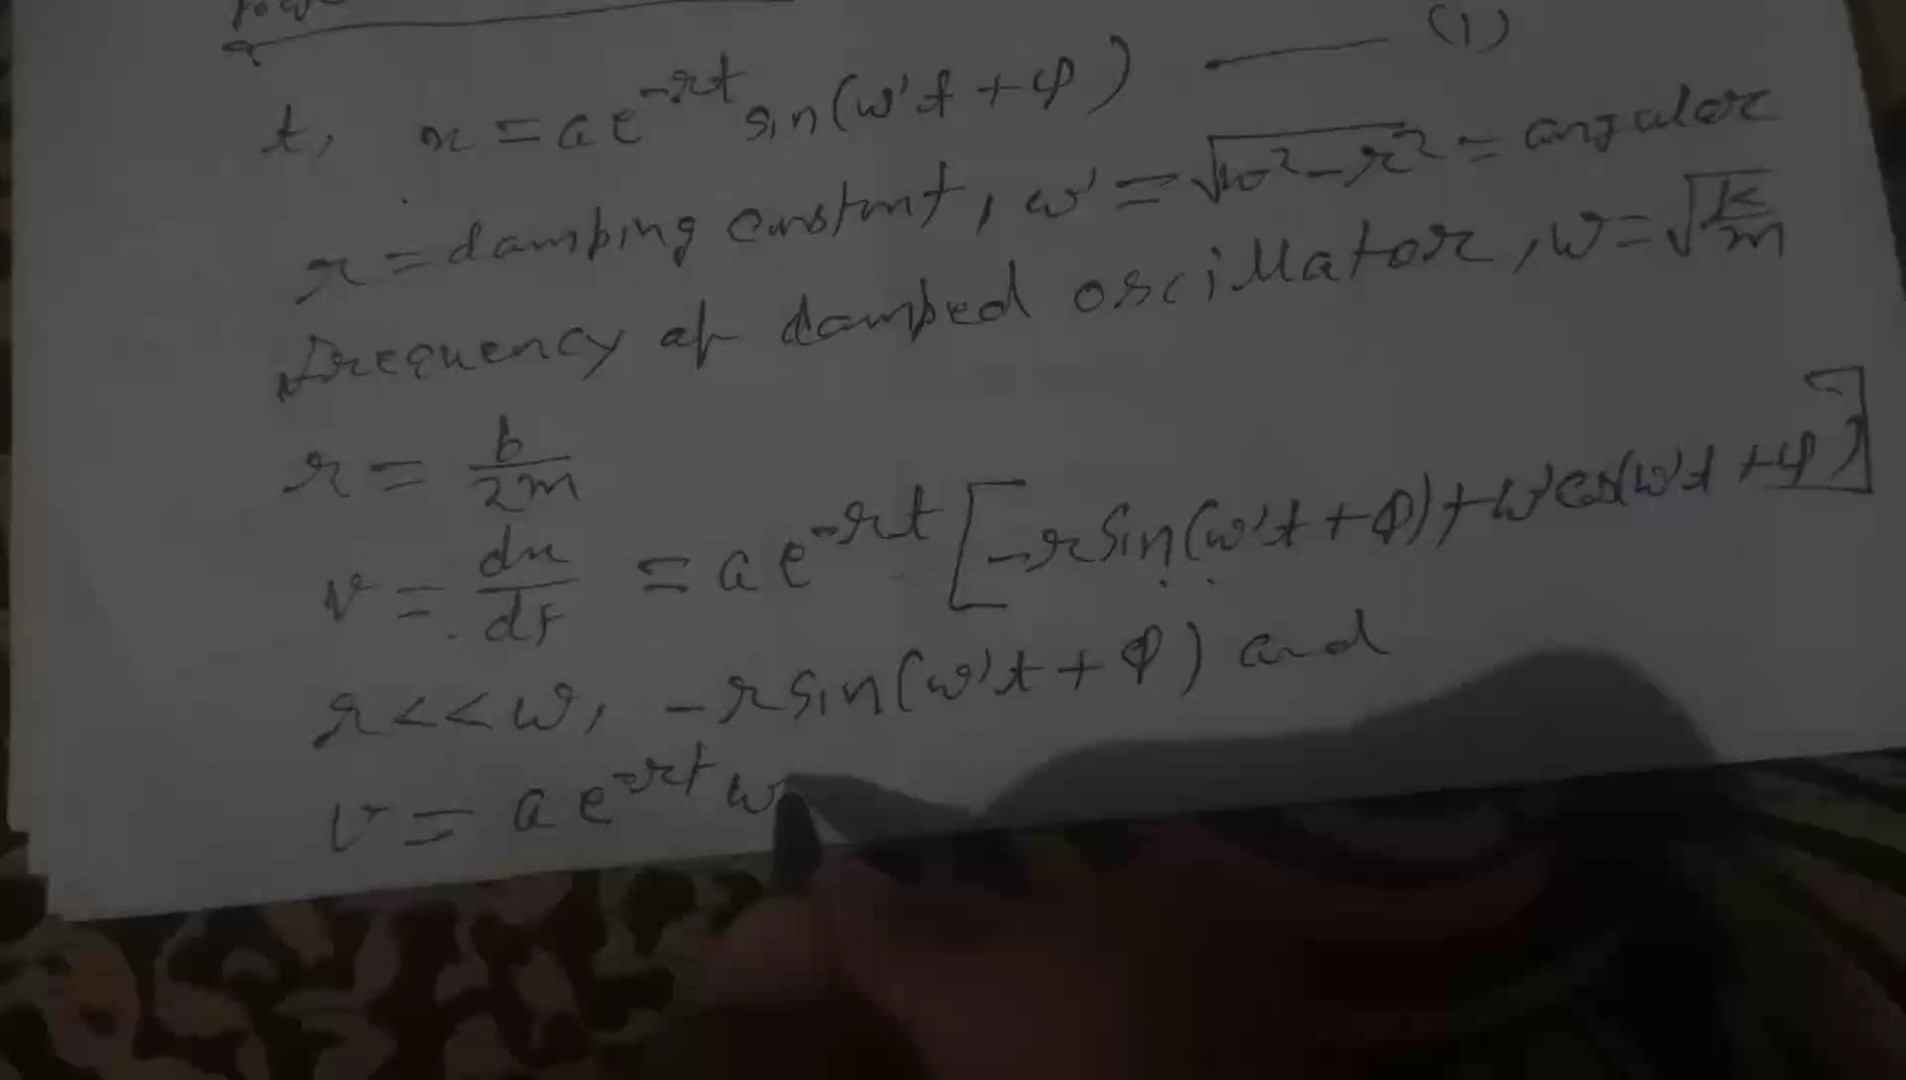 t, x = ae^{-rt} sin(ω't + φ) —— (1)
r = damping constant, ω' = √(ω² - r²) = angular
frequency of damped oscillator, ω = √(k/m)
r = b/2m
v = dx/dt = ae^{-rt} [-r sin(ω't + φ) + ω' cos(ω't + φ)]
r << ω, -r sin(ω't + φ) and
v = ae^{-rt} ω